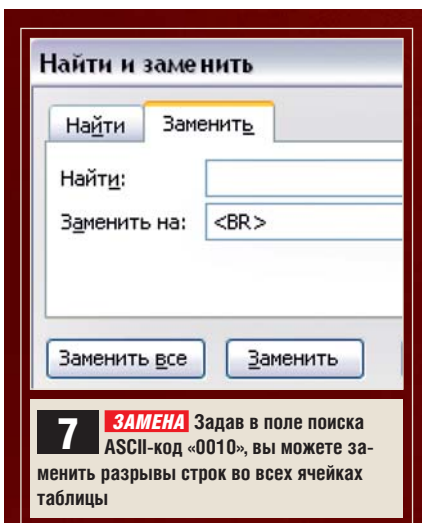 Найти и заменить
Найти Заменить
Найти:
Заменить на: <BR>
Заменить все Заменить
7 ЗАМЕНА Задав в поле поиска
ASCII-код «0010», вы можете за-
менить разрывы строк во всех ячейках
таблицы